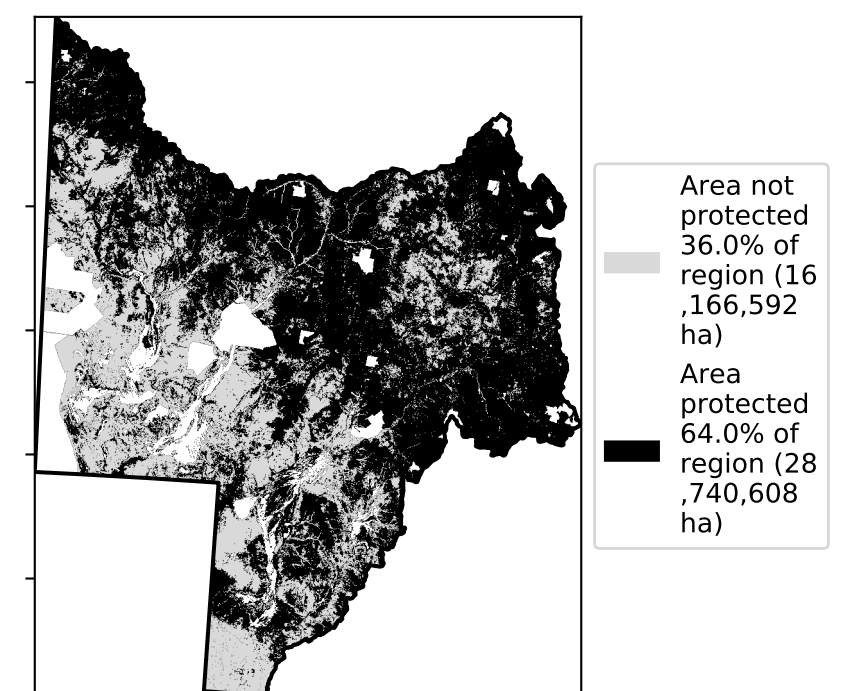 Area not
protected
36.0% of
region (16
,166,592
ha)
Area
protected
64.0% of
region (28
,740,608
ha)